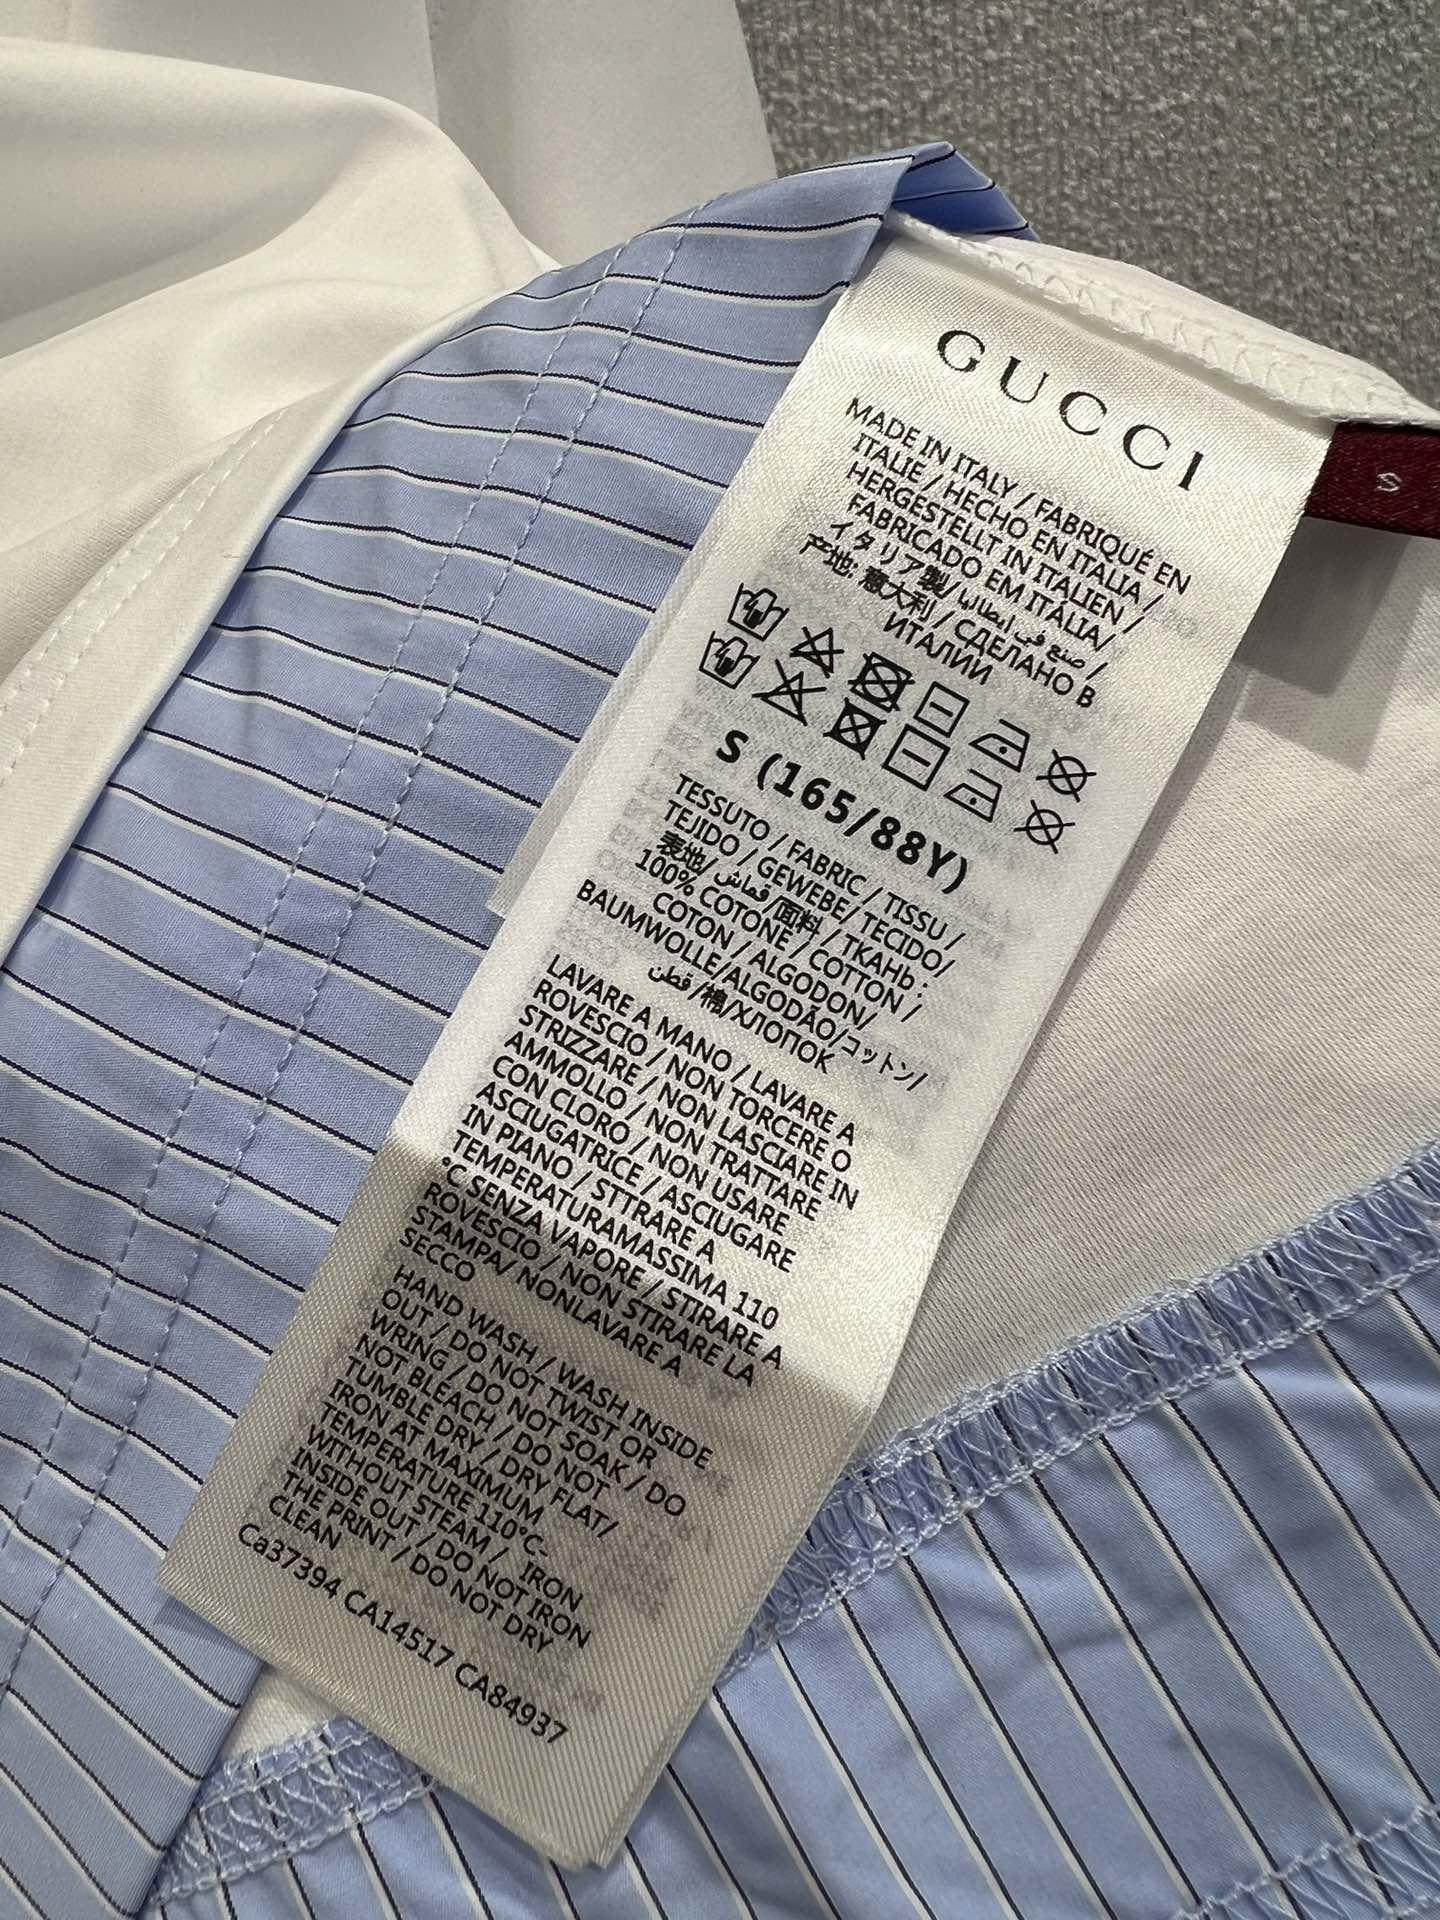 GUCCI
S
MADE IN ITALY / FABRIQUÉ EN
ITALIE / HECHO EN ITALIA /
HERGESTELLT IN ITALIEN /
FABRICADO EM ITÁLIA/
イタリア製/ صنع في ايطاليا /
产地: 意大利 / СДЕЛАНО В
ИТАЛИИ
S (165/88Y)
TESSUTO / FABRIC / TISSU /
TEJIDO / GEWEBE/ TECIDO/
表地/ قماش/面料 / ТКАНЬ :
100% COTONE / COTTON /
COTON / ALGODON/
BAUMWOLLE/ALGODÃO/コットン/
قطن /棉/ХЛОПОК
LAVARE A MANO / LAVARE A
ROVESCIO / NON TORCERE O
STRIZZARE / NON LASCIARE IN
AMMOLLO / NON TRATTARE
CON CLORO / NON USARE
ASCIUGATRICE / ASCIUGARE
IN PIANO / STTRARE A
TEMPERATURAMASSIMA 110
°C SENZA VAPORE / STIRARE A
ROVESCIO / NON STIRARE LA
STAMPA/ NONLAVARE A
SECCO
HAND WASH / WASH INSIDE
OUT / DO NOT TWIST OR
WRING / DO NOT SOAK / DO
NOT BLEACH / DO NOT
TUMBLE DRY / DRY FLAT/
IRON AT MAXIMUM
TEMPERATURE 110°C-
WITHOUT STEAM / IRON
INSIDE OUT / DO NOT IRON
THE PRINT / DO NOT DRY
CLEAN
Ca37394 CA14517 CA84937